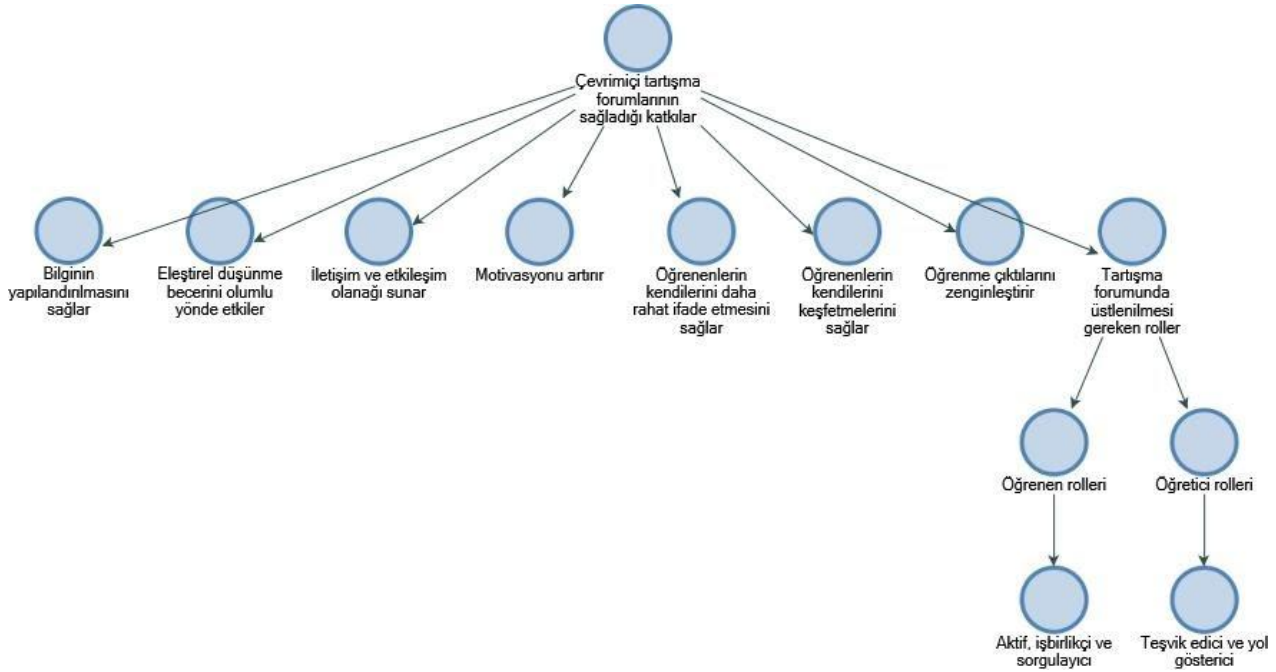 Çevrimiçi tartışma
forumlarının
sağladığı katkılar
Bilginin
yapılandırılmasını
sağlar
Eleştirel düşünme
becerini olumlu
yönde etkiler
İletişim ve etkileşim
olanağı sunar
Motivasyonu artırır
Öğrenenlerin
kendilerini daha
rahat ifade etmesini
sağlar
Öğrenenlerin
kendilerini
keşfetmelerini
sağlar
Öğrenme çıktılarını
zenginleştirir
Tartışma
forumunda
üstlenilmesi
gereken roller
Öğrenen rolleri
Öğretici rolleri
Aktif, işbirlikçi ve
sorgulayıcı
Teşvik edici ve yol
gösterici